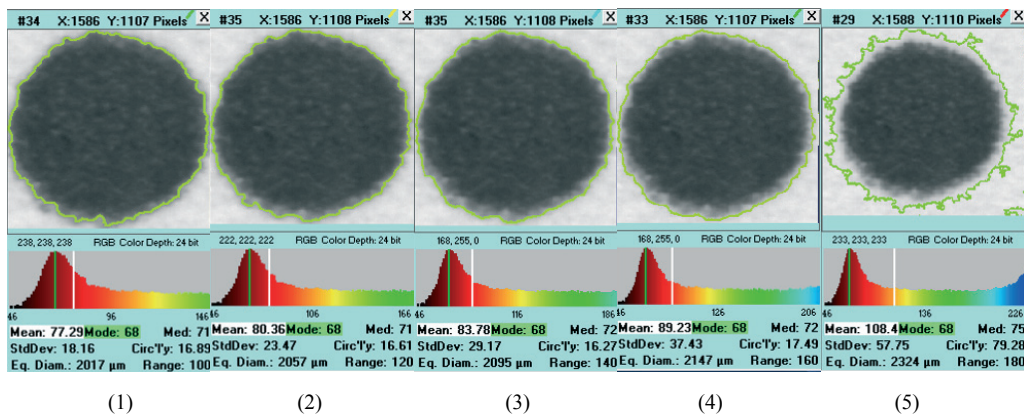 #34 X:1586 Y:1107 Pixels X
238, 238, 238 RGB Color Depth: 24 bit
46 96 146
Mean: 77.29 Mode: 68 Med: 71
StdDev: 18.16 Circ'l'y: 16.89
Eq. Diam.: 2017 µm Range: 100
(1)
#35 X:1586 Y:1108 Pixels X
222, 222, 222 RGB Color Depth: 24 bit
46 106 166
Mean: 80.36 Mode: 68 Med: 71
StdDev: 23.47 Circ'l'y: 16.61
Eq. Diam.: 2057 µm Range: 120
(2)
#35 X:1586 Y:1108 Pixels X
168, 255, 0 RGB Color Depth: 24 bit
46 116 186
Mean: 83.78 Mode: 68 Med: 72
StdDev: 29.17 Circ'l'y: 16.27
Eq. Diam.: 2095 µm Range: 140
(3)
#33 X:1586 Y:1107 Pixels X
168, 255, 0 RGB Color Depth: 24 bit
46 126 206
Mean: 89.23 Mode: 68 Med: 72
StdDev: 37.43 Circ'l'y: 17.49
Eq. Diam.: 2147 µm Range: 160
(4)
#29 X:1588 Y:1110 Pixels X
233, 233, 233 RGB Color Depth: 24 bit
46 136 226
Mean: 108.4 Mode: 68 Med: 75
StdDev: 57.75 Circ'l'y: 79.28
Eq. Diam.: 2324 µm Range: 180
(5)